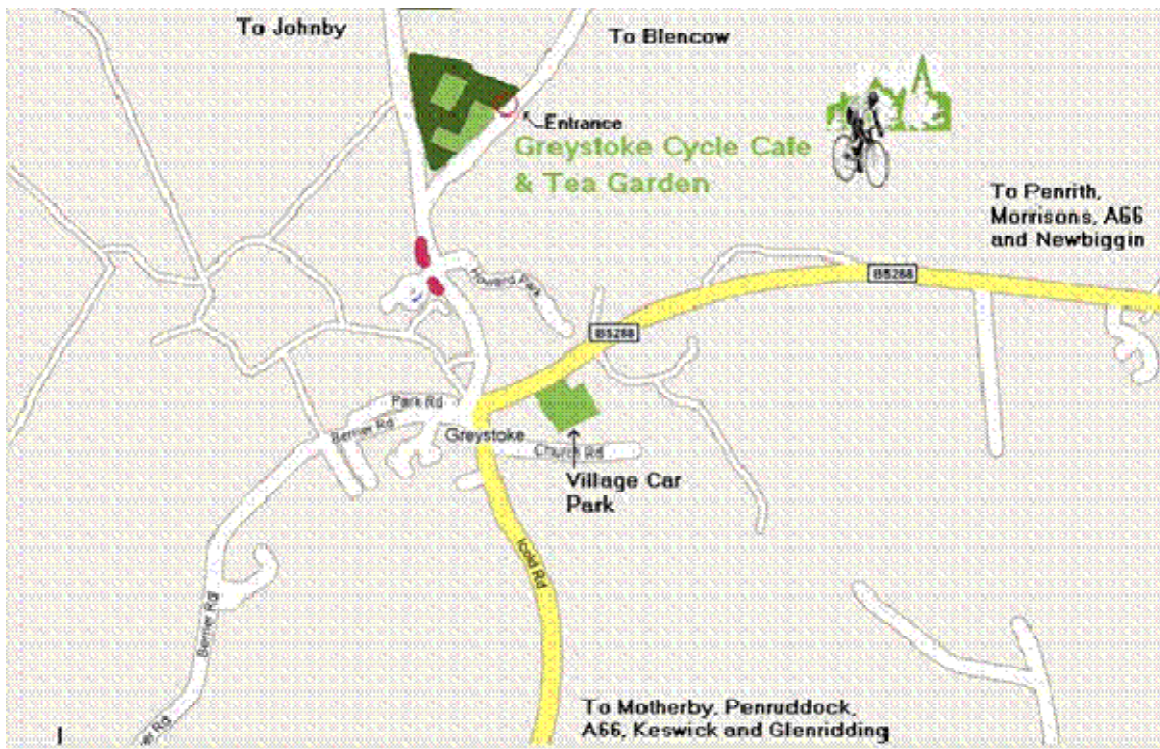 To Johnby
To Blencow
Entrance
Greystoke Cycle Cafe
& Tea Garden
To Penrith,
Morrisons, A66
and Newbiggin
B5288
Howard Park
B5288
Park Rd
Berrier Rd
Greystoke
Church Rd
Village Car
Park
Icold Rd
Berrier Rd
To Motherby, Penruddock,
A66, Keswick and Glenridding